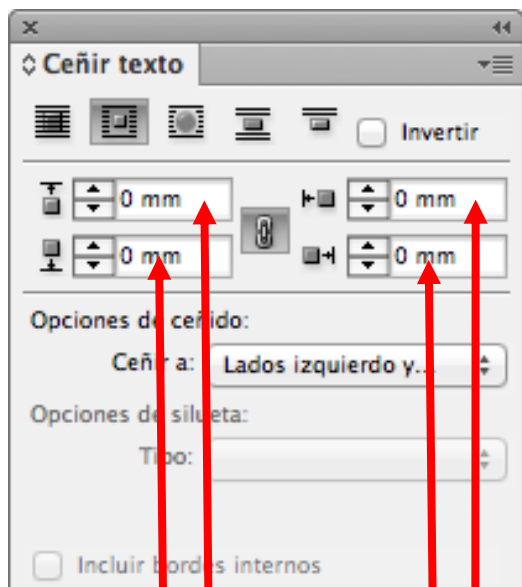 Ceñir texto
Invertir
0 mm 0 mm
0 mm 0 mm
Opciones de ceñido:
Ceñir a: Lados izquierdo y...
Opciones de silueta:
Tipo:
Incluir bordes internos